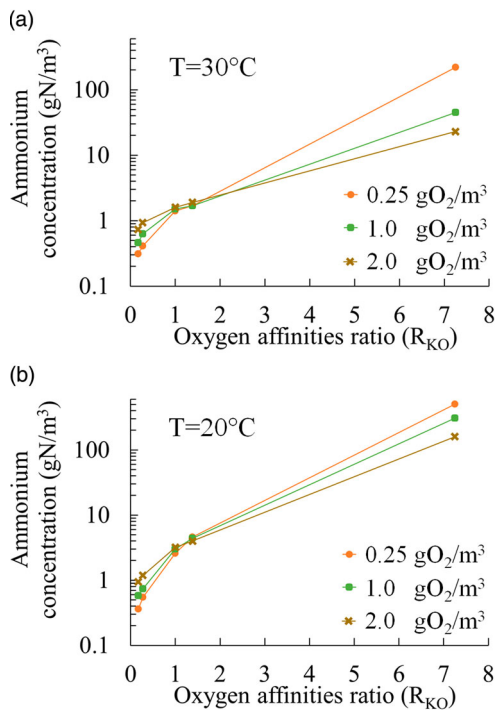 (a)
T=30°C
Ammonium
concentration (gN/m³)
100
10
1
0.1
0.25 gO₂/m³
1.0 gO₂/m³
2.0 gO₂/m³
0 1 2 3 4 5 6 7 8
Oxygen affinities ratio (R_KO)
(b)
T=20°C
Ammonium
concentration (gN/m³)
100
10
1
0.1
0.25 gO₂/m³
1.0 gO₂/m³
2.0 gO₂/m³
0 1 2 3 4 5 6 7 8
Oxygen affinities ratio (R_KO)